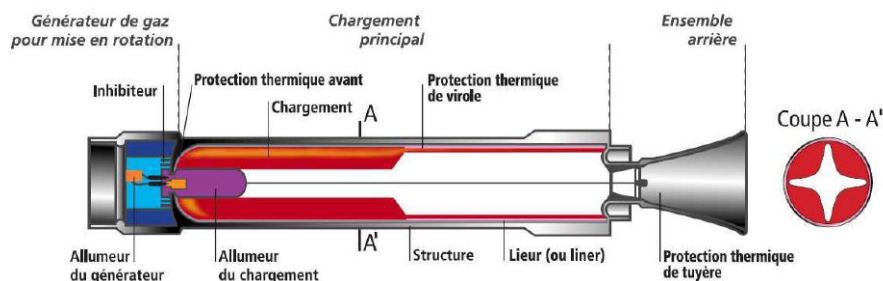 Générateur de gaz
pour mise en rotation
Chargement
principal
Ensemble
arrière
Inhibiteur
Protection thermique avant
Chargement
A
Protection thermique
de virole
Coupe A - A'
Allumeur
du générateur
Allumeur
du chargement
A'
Structure
Lieur (ou liner)
Protection thermique
de tuyère